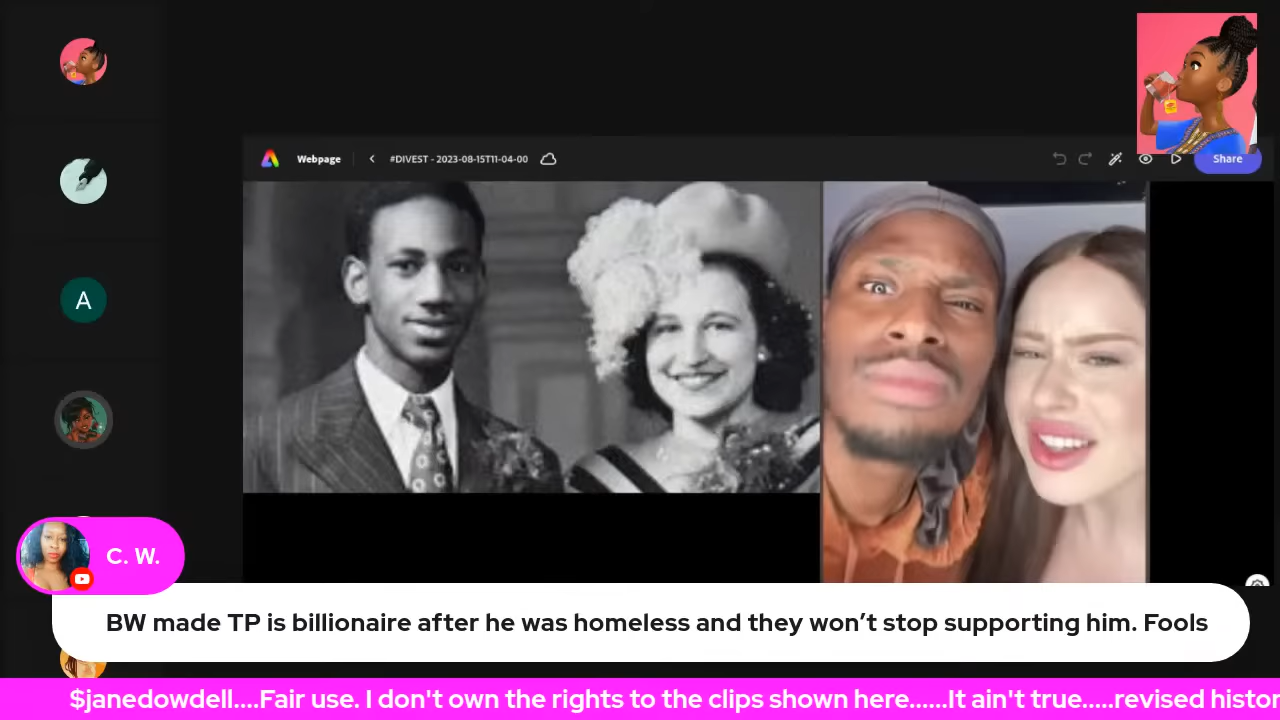 Webpage
#DIVEST - 2023-08-15T11-04-00
Share
A
C. W.
BW made TP is billionaire after he was homeless and they won’t stop supporting him. Fools
$janedowdell....Fair use. I don't own the rights to the clips shown here......It ain't true.....revised histor